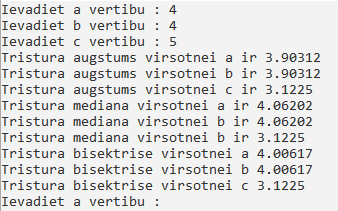 Ievadiet a vertibu : 4
Ievadiet b vertibu : 4
Ievadiet c vertibu : 5
Tristura augstums virsotnei a ir 3.90312
Tristura augstums virsotnei b ir 3.90312
Tristura augstums virsotnei c ir 3.1225
Tristura mediana virsotnei a ir 4.06202
Tristura mediana virsotnei b ir 4.06202
Tristura mediana virsotnei b ir 3.1225
Tristura bisektrise virsotnei a 4.00617
Tristura bisektrise virsotnei b 4.00617
Tristura bisektrise virsotnei c 3.1225
Ievadiet a vertibu :